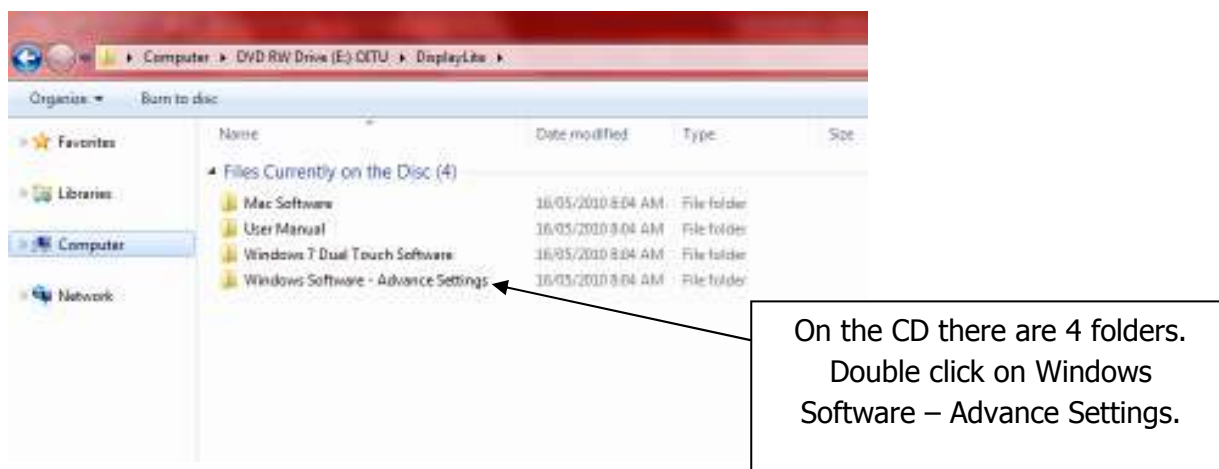 Computer ▸ DVD RW Drive (E:) OITU ▸ DisplayLite ▸
Organize Burn to disc
Name Date modified Type Size
Favorites
Files Currently on the Disc (4)
Libraries
Mac Software 16/05/2010 8:04 AM File folder
User Manual 16/05/2010 8:04 AM File folder
Computer
Windows 7 Dual Touch Software 16/05/2010 8:04 AM File folder
Windows Software - Advance Settings 16/05/2010 8:04 AM File folder
Network
On the CD there are 4 folders.
Double click on Windows
Software – Advance Settings.